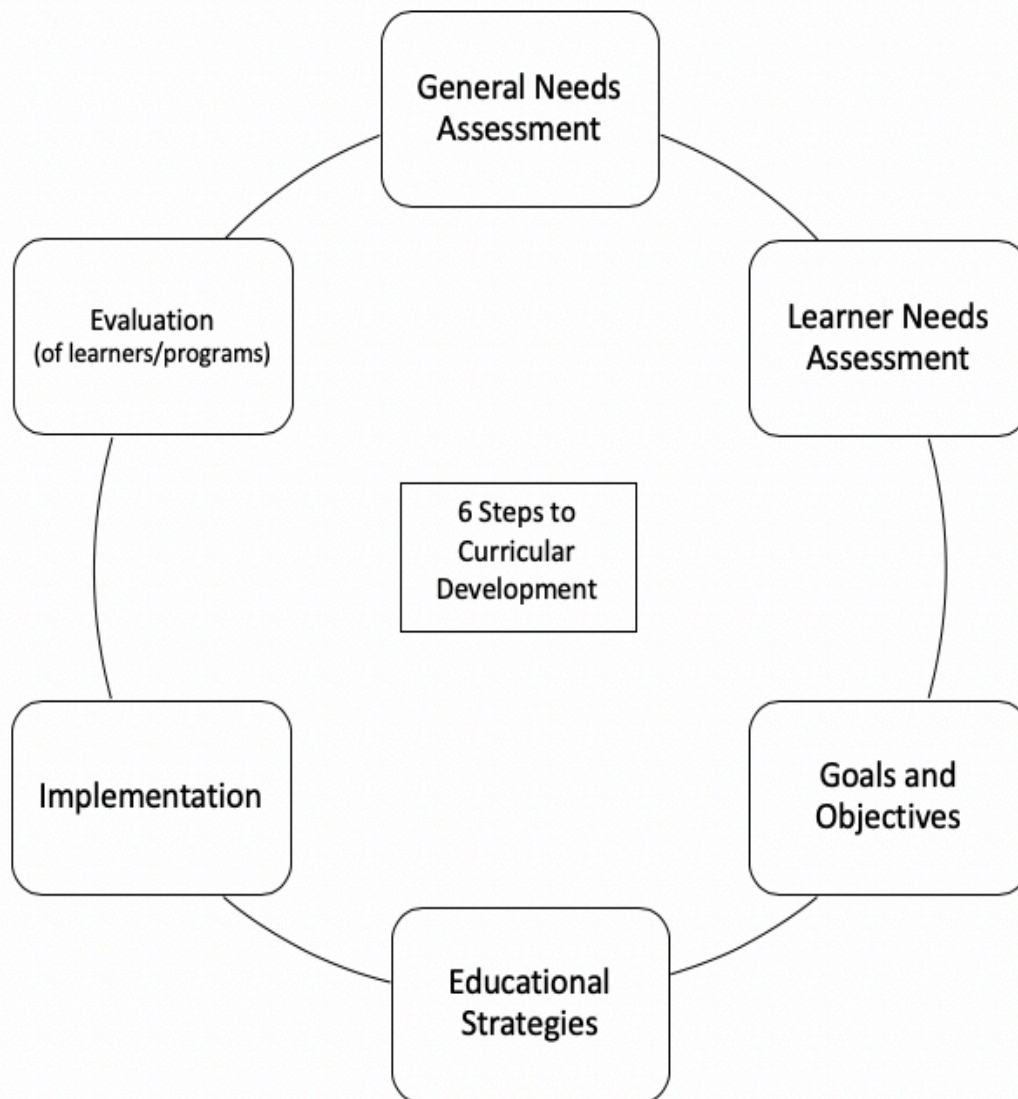 General Needs
Assessment
Learner Needs
Assessment
Goals and
Objectives
Educational
Strategies
Implementation
Evaluation
(of learners/programs)
6 Steps to
Curricular
Development